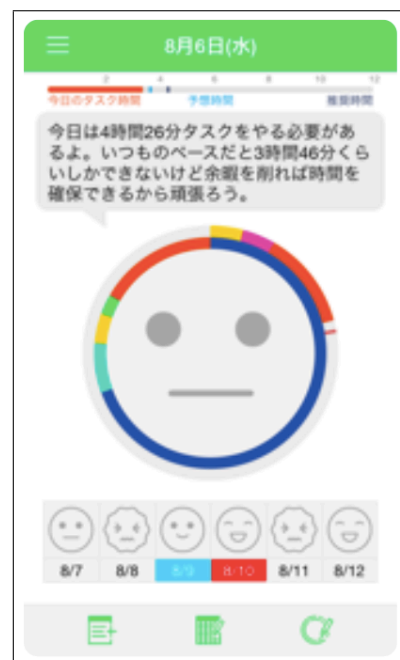 8月6日(水)
2 4 6 8 10 12
今日のタスク時間 予想時間 推奨時間
今日は4時間26分タスクをやる必要があ
るよ。いつものペースだと3時間46分くら
いしかできないけど余暇を削れば時間を
確保できるから頑張ろう。
8/7 8/8 8/9 8/10 8/11 8/12